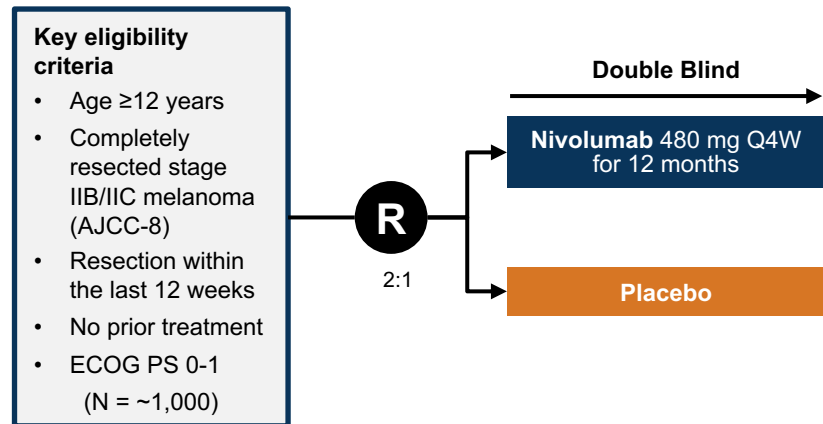 Key eligibility
criteria
• Age ≥12 years
• Completely
resected stage
IIB/IIC melanoma
(AJCC-8)
• Resection within
the last 12 weeks
• No prior treatment
• ECOG PS 0-1
(N = ~1,000)
R
2:1
Double Blind
Nivolumab 480 mg Q4W
for 12 months
Placebo